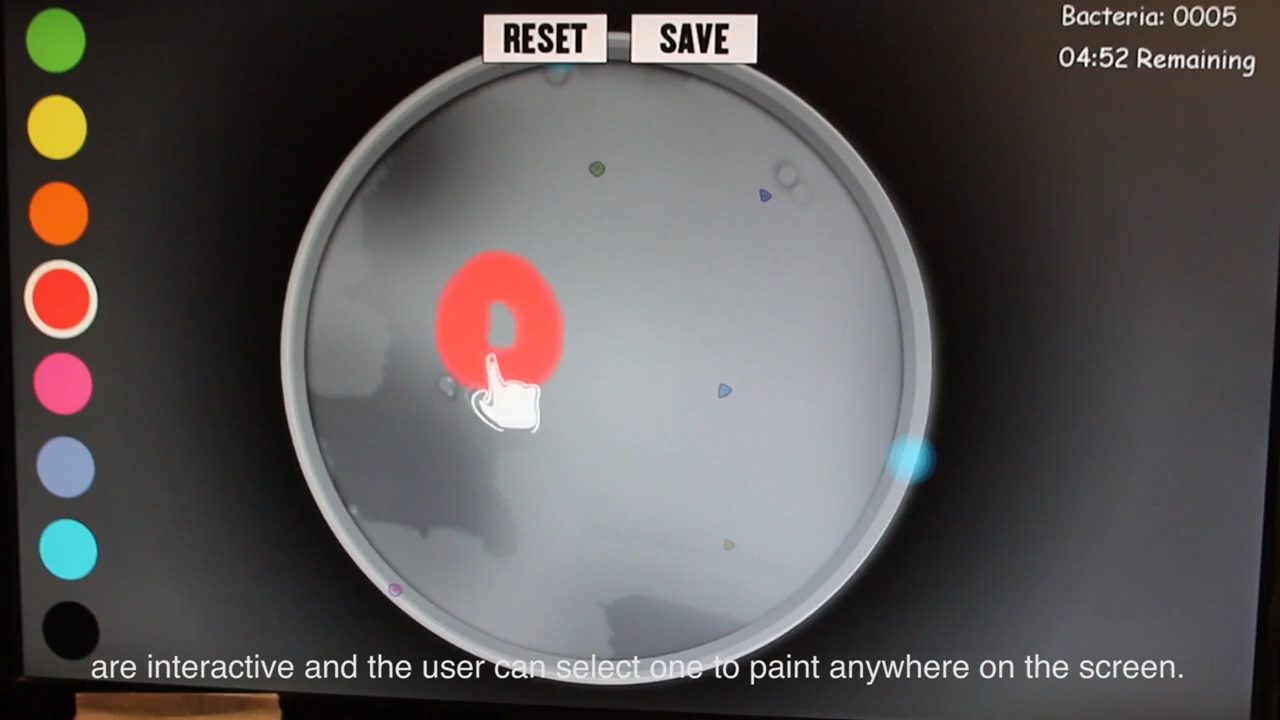 RESET
SAVE
Bacteria: 0005
04:52 Remaining
are interactive and the user can select one to paint anywhere on the screen.